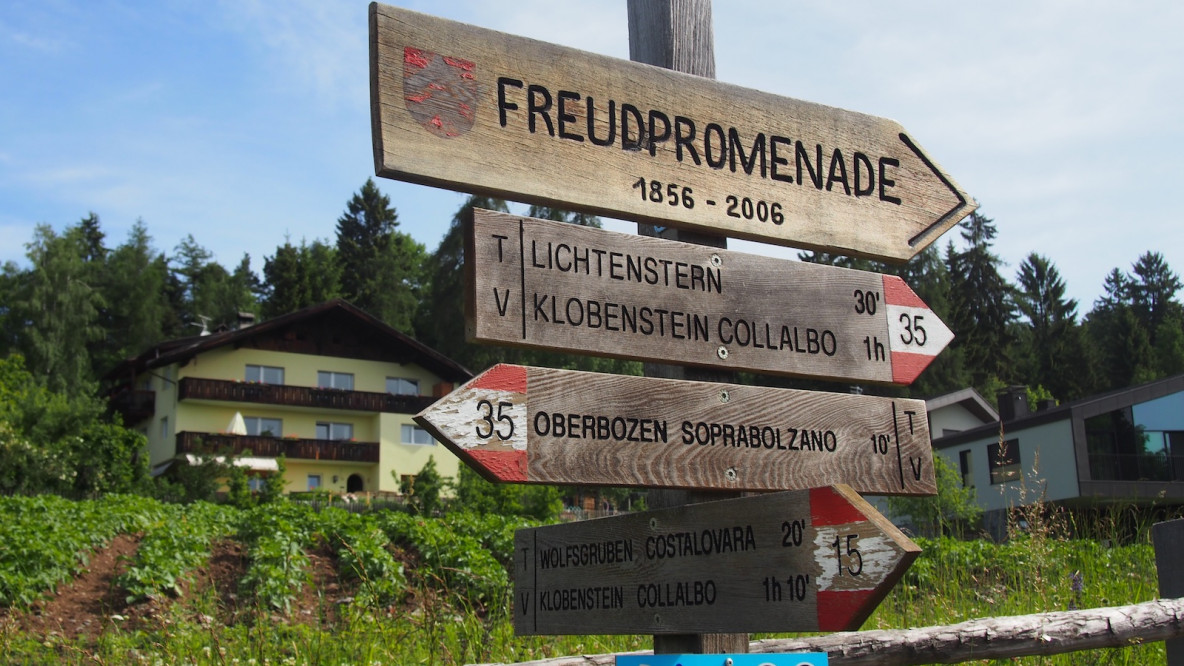 FREUDPROMENADE
1856 - 2006
T LICHTENSTERN 30'
V KLOBENSTEIN COLLALBO 1h
35
35 OBERBOZEN SOPRABOLZANO 10' T
V
T WOLFSGRUBEN COSTALOVARA 20'
V KLOBENSTEIN COLLALBO 1h 10'
15